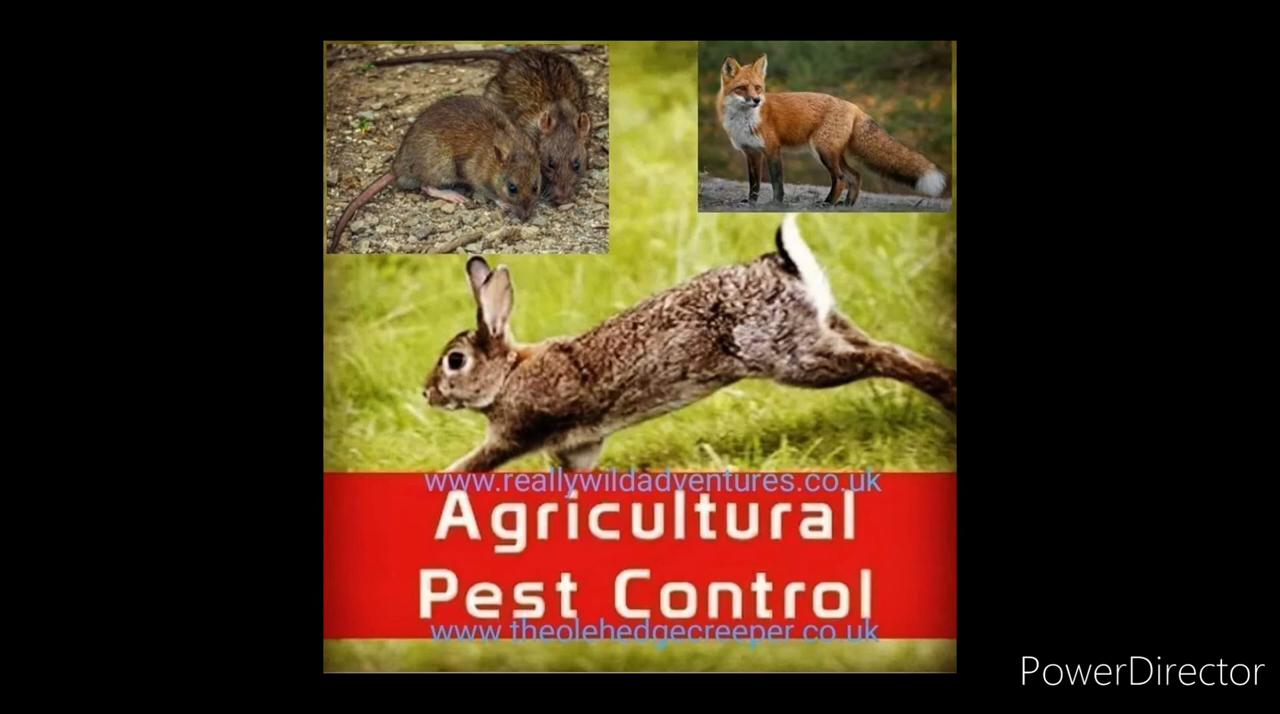 www.reallywildadventures.co.uk
Agricultural
Pest Control
www.theolehedgecreeper.co.uk
PowerDirector